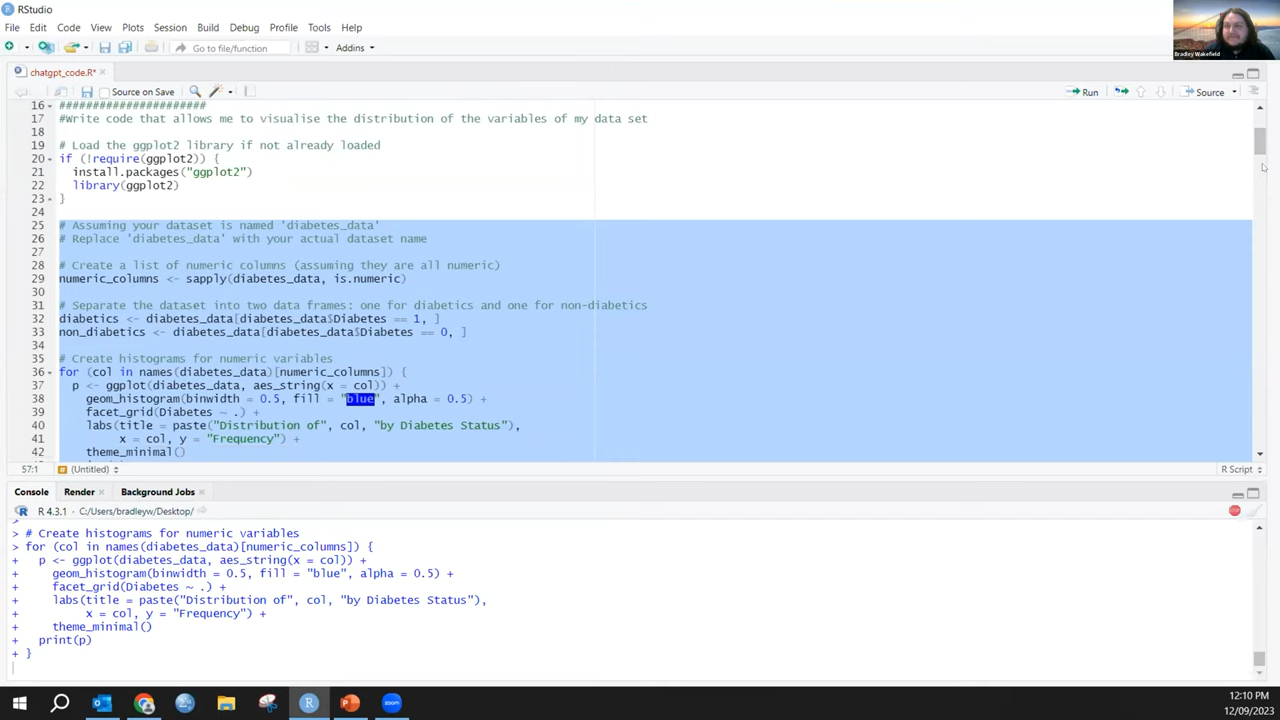 RStudio
File Edit Code View Plots Session Build Debug Profile Tools Help
Go to file/function Addins
Bradley Wakefield
chatgpt_code.R*
Source on Save Run Source
16 ######################
17 #Write code that allows me to visualise the distribution of the variables of my data set
18
19 # Load the ggplot2 library if not already loaded
20 if (!require(ggplot2)) {
21 install.packages("ggplot2")
22 library(ggplot2)
23 }
24
25 # Assuming your dataset is named 'diabetes_data'
26 # Replace 'diabetes_data' with your actual dataset name
27
28 # Create a list of numeric columns (assuming they are all numeric)
29 numeric_columns <- sapply(diabetes_data, is.numeric)
30
31 # Separate the dataset into two data frames: one for diabetics and one for non-diabetics
32 diabetics <- diabetes_data[diabetes_data$Diabetes == 1, ]
33 non_diabetics <- diabetes_data[diabetes_data$Diabetes == 0, ]
34
35 # Create histograms for numeric variables
36 for (col in names(diabetes_data)[numeric_columns]) {
37 p <- ggplot(diabetes_data, aes_string(x = col)) +
38 geom_histogram(binwidth = 0.5, fill = "blue", alpha = 0.5) +
39 facet_grid(Diabetes ~ .) +
40 labs(title = paste("Distribution of", col, "by Diabetes Status"),
41 x = col, y = "Frequency") +
42 theme_minimal()
57:1 (Untitled) R Script
Console Render Background Jobs
R 4.3.1 · C:/Users/bradleyw/Desktop/
>
> # Create histograms for numeric variables
> for (col in names(diabetes_data)[numeric_columns]) {
+ p <- ggplot(diabetes_data, aes_string(x = col)) +
+ geom_histogram(binwidth = 0.5, fill = "blue", alpha = 0.5) +
+ facet_grid(Diabetes ~ .) +
+ labs(title = paste("Distribution of", col, "by Diabetes Status"),
+ x = col, y = "Frequency") +
+ theme_minimal()
+ print(p)
+ }
12:10 PM
12/09/2023